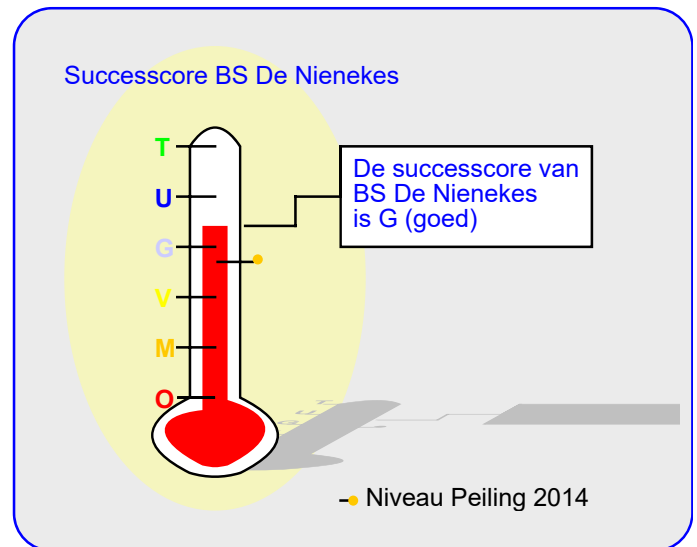 Successcore BS De Nienekes
T
U
De successcore van
BS De Nienekes
is G (goed)
G
V
M
O
Niveau Peiling 2014